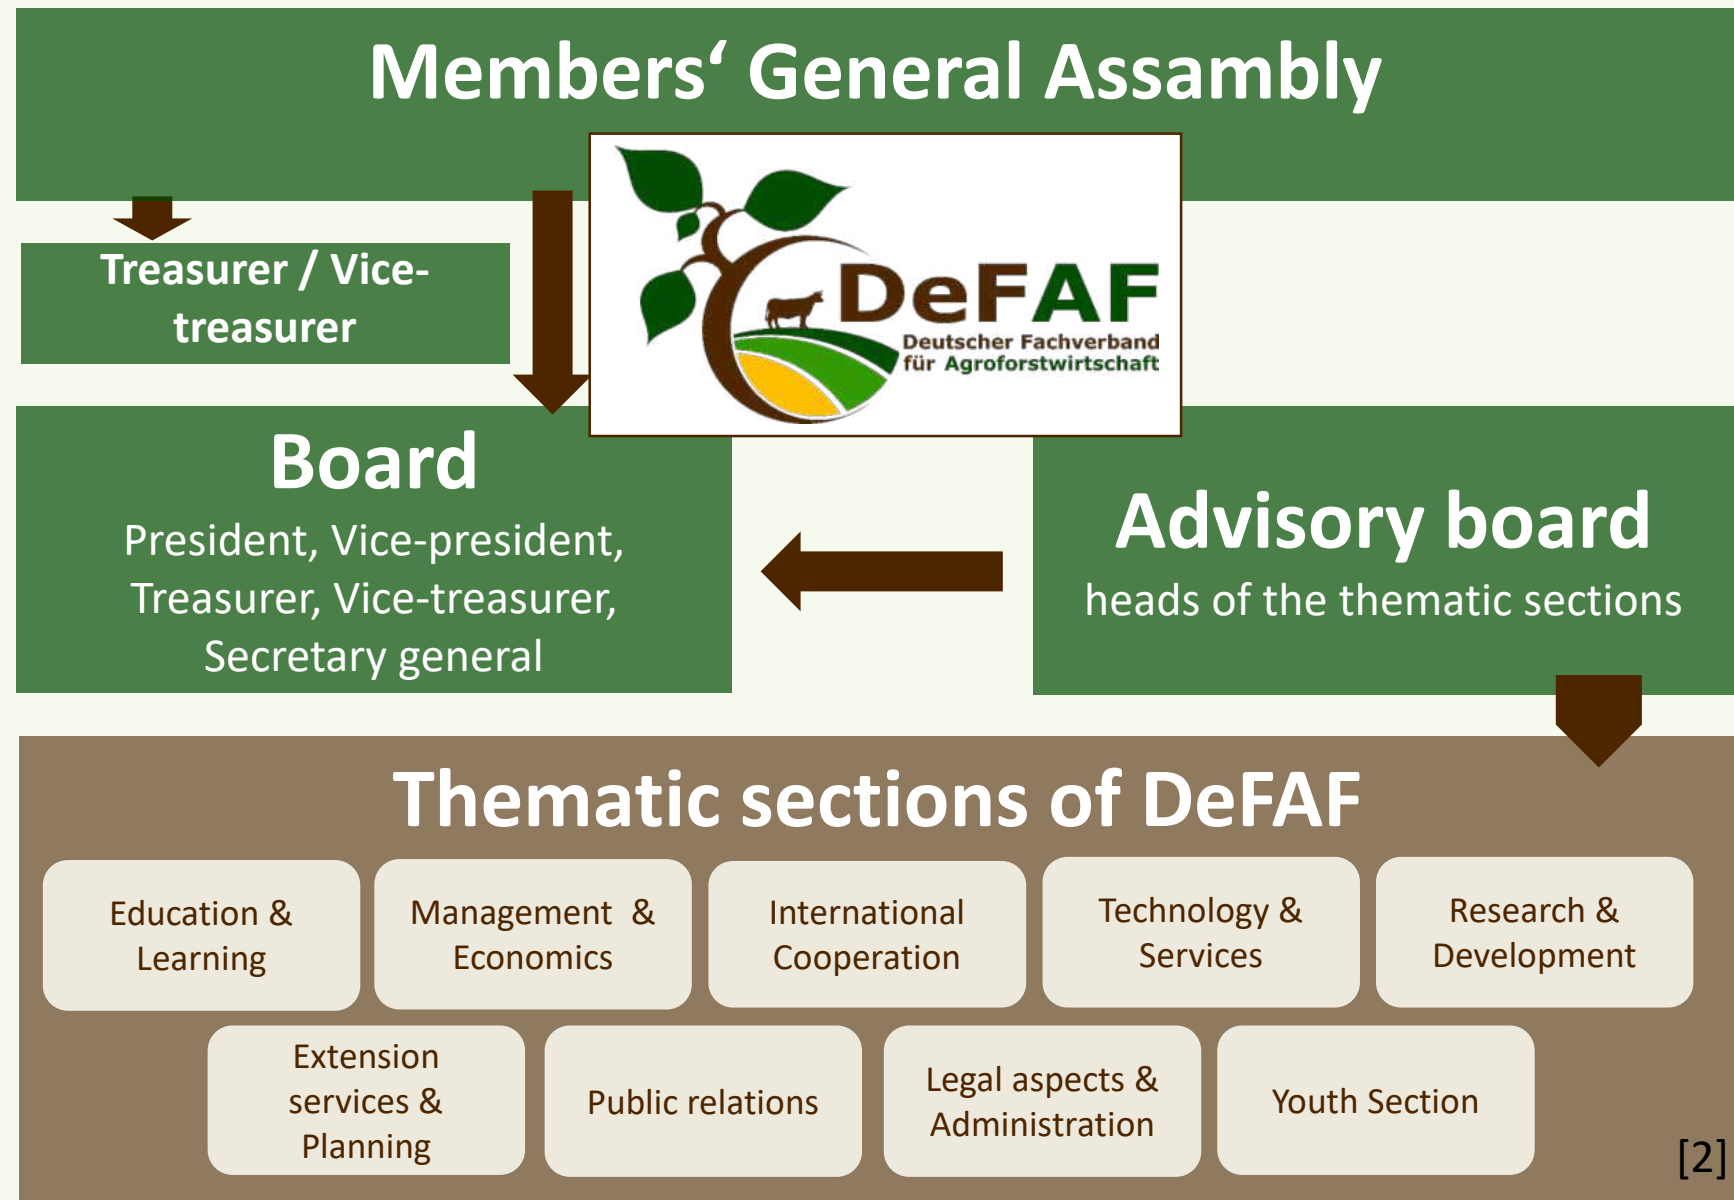 Members‘ General Assambly
DeFAF
Deutscher Fachverband
für Agroforstwirtschaft
Treasurer / Vice-
treasurer
Board
President, Vice-president,
Treasurer, Vice-treasurer,
Secretary general
Advisory board
heads of the thematic sections
Thematic sections of DeFAF
Education &
Learning
Management  &
Economics
International
Cooperation
Technology &
Services
Research &
Development
Extension
services &
Planning
Public relations
Legal aspects &
Administration
Youth Section
[2]